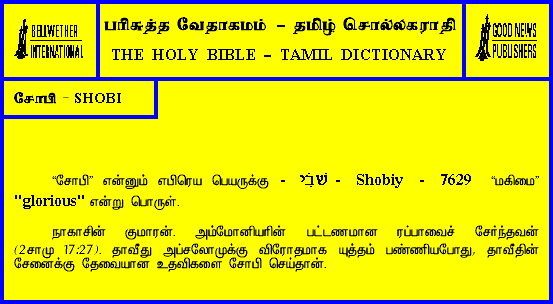 BELLWETHER
INTERNATIONAL
பரிசுத்த வேதாகமம் – தமிழ் சொல்லகராதி
THE HOLY BIBLE – TAMIL DICTIONARY
GOOD NEWS
PUBLISHERS
சோபி – SHOBI
“சோபி” என்னும் எபிரெய பெயருக்கு - שֹׁבִי - Shobiy - 7629 “மகிமை”
"glorious" என்று பொருள்.
நாகாசின் குமாரன். அம்மோனியரின் பட்டணமான ரப்பாவைச் சேர்ந்தவன்
(2சாமு 17:27). தாவீது அப்சலோமுக்கு விரோதமாக யுத்தம் பண்ணியபோது, தாவீதின்
சேனைக்கு தேவையான உதவிகளை சோபி செய்தான்.